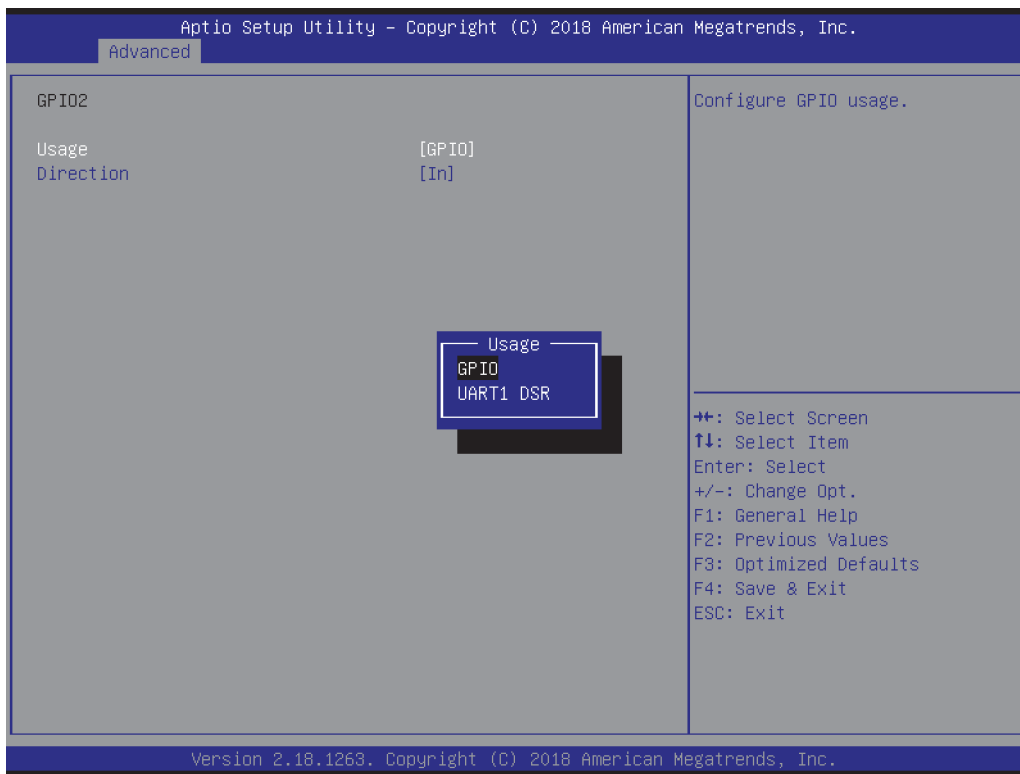 Aptio Setup Utility – Copyright (C) 2018 American Megatrends, Inc.
Advanced
GPIO2
Usage [GPIO]
Direction [In]
Usage
GPIO
UART1 DSR
Configure GPIO usage.
→←: Select Screen
↑↓: Select Item
Enter: Select
+/-: Change Opt.
F1: General Help
F2: Previous Values
F3: Optimized Defaults
F4: Save & Exit
ESC: Exit
Version 2.18.1263. Copyright (C) 2018 American Megatrends, Inc.